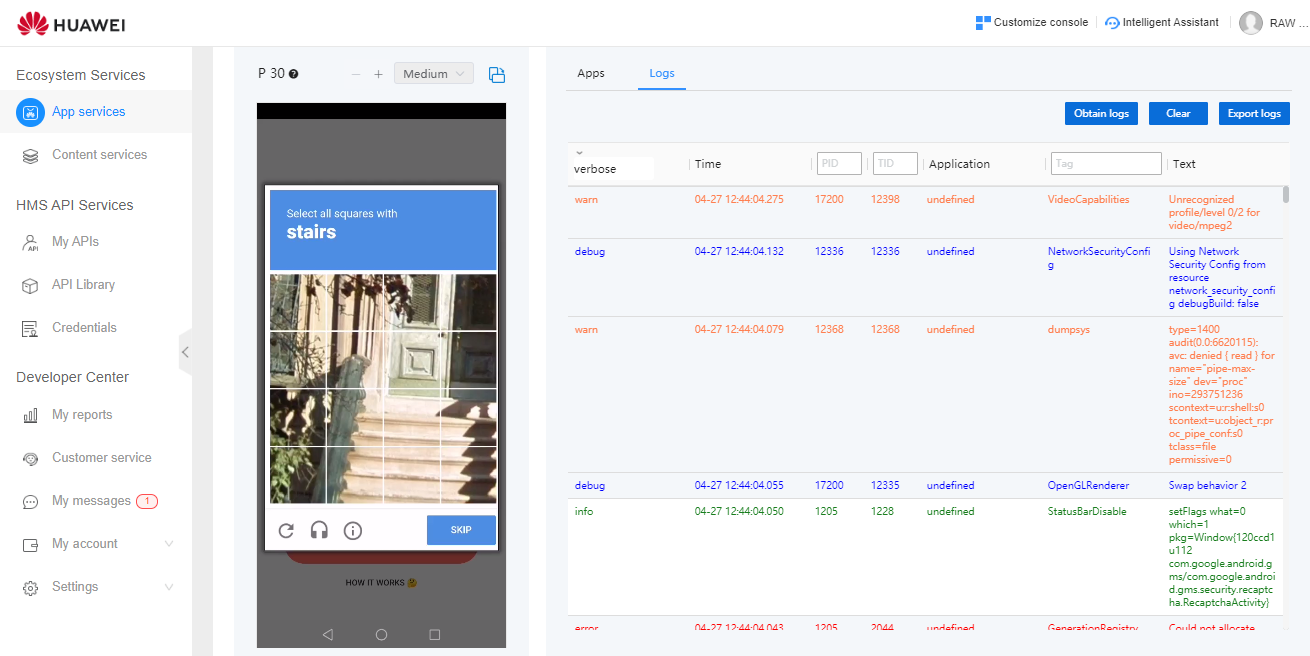 HUAWEI
Customize console
Intelligent Assistant
RAW ...
Ecosystem Services
App services
Content services
HMS API Services
My APIs
API Library
Credentials
Developer Center
My reports
Customer service
My messages 1
My account
Settings
P 30 ?
− + Medium
Select all squares with
stairs
SKIP
HOW IT WORKS 🤔
Apps
Logs
Obtain logs
Clear
Export logs
verbose
Time
PID
TID
Application
Tag
Text
warn 04-27 12:44:04.275 17200 12398 undefined VideoCapabilities Unrecognized
profile/level 0/2 for
video/mpeg2
debug 04-27 12:44:04.132 12336 12336 undefined NetworkSecurityConfi Using Network
g Security Config from
resource
network_security_confi
g debugBuild: false
warn 04-27 12:44:04.079 12368 12368 undefined dumpsys type=1400
audit(0.0:6620115):
avc: denied { read } for
name="pipe-max-
size" dev="proc"
ino=293751236
scontext=u:r:shell:s0
tcontext=u:object_r:pr
oc_pipe_conf:s0
tclass=file
permissive=0
debug 04-27 12:44:04.055 17200 12335 undefined OpenGLRenderer Swap behavior 2
info 04-27 12:44:04.050 1205 1228 undefined StatusBarDisable setFlags what=0
which=1
pkg=Window{120ccd1
u112
com.google.android.g
ms/com.google.androi
d.gms.security.recaptc
ha.RecaptchaActivity}
error 04-27 12:44:04.043 1205 2044 undefined GenerationRegistry Could not allocate